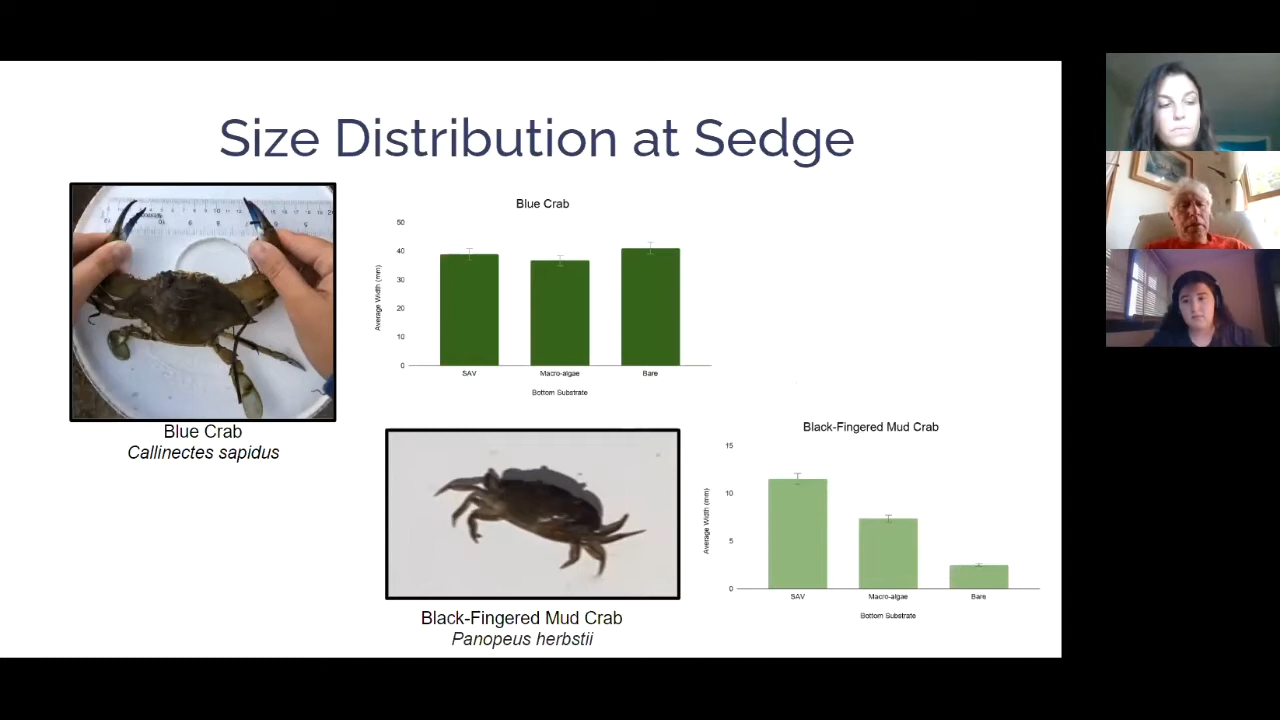 Size Distribution at Sedge
Blue Crab
Callinectes sapidus
Blue Crab
50
40
30
20
10
0
Average Width (mm)
SAV
Macro-algae
Bare
Bottom Substrate
Black-Fingered Mud Crab
Panopeus herbstii
Black-Fingered Mud Crab
15
10
5
0
Average Width (mm)
SAV
Macro-algae
Bare
Bottom Substrate